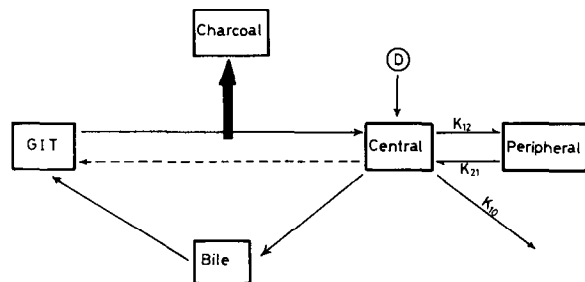 Charcoal
D
GIT
Central
K12
Peripheral
K21
K10
Bile